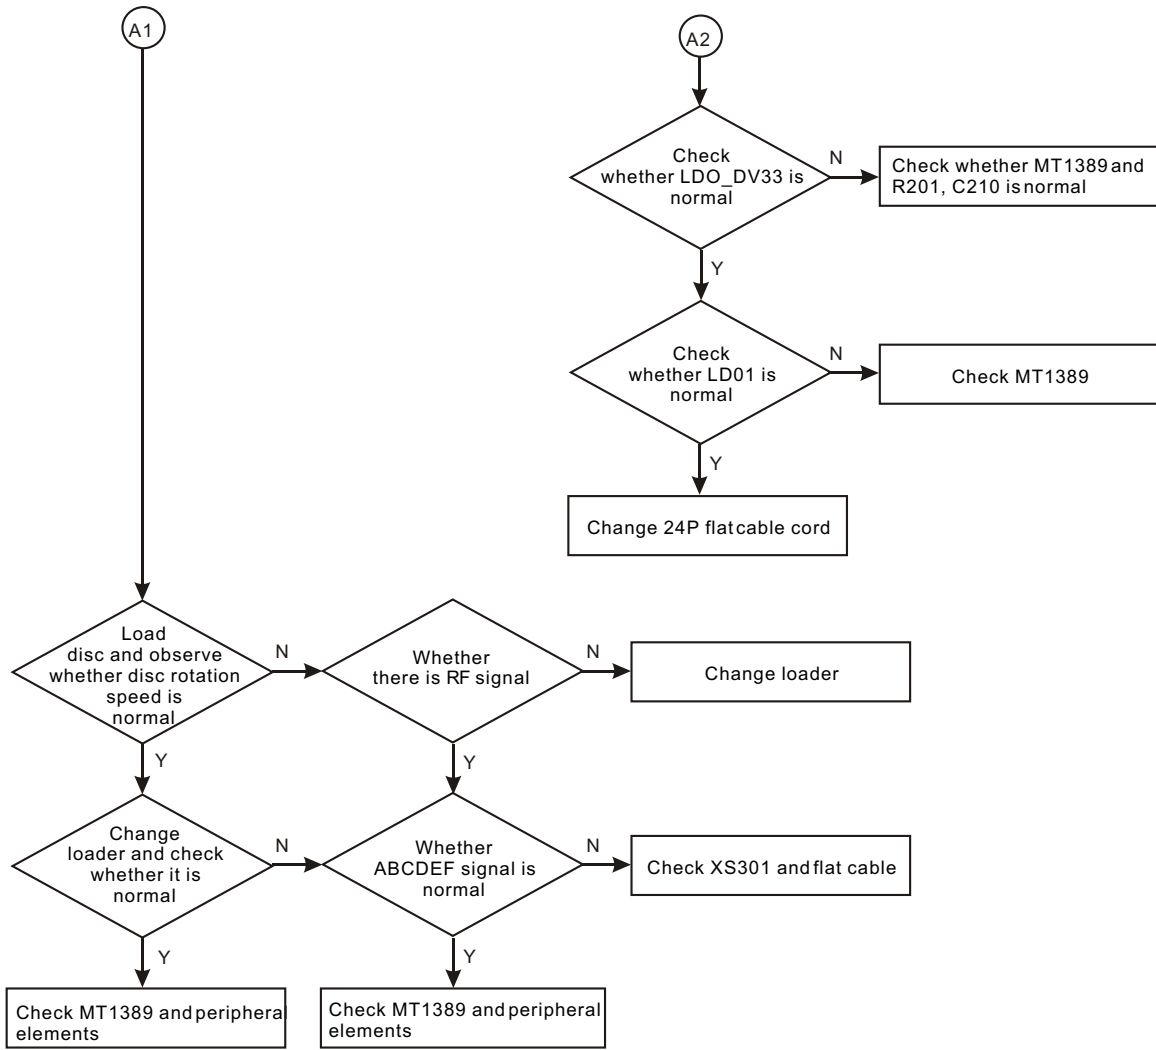 A1
A2
Check
whether LDO_DV33 is
normal
N
Check whether MT1389 and
R201, C210 is normal
Y
Check
whether LD01 is
normal
N
Check MT1389
Y
Change 24P flat cable cord
Load
disc and observe
whether disc rotation
speed is
normal
N
Whether
there is RF signal
N
Change loader
Y
Y
Change
loader and check
whether it is
normal
N
Whether
ABCDEF signal is
normal
N
Check XS301 and flat cable
Y
Y
Check MT1389 and peripheral
elements
Check MT1389 and peripheral
elements